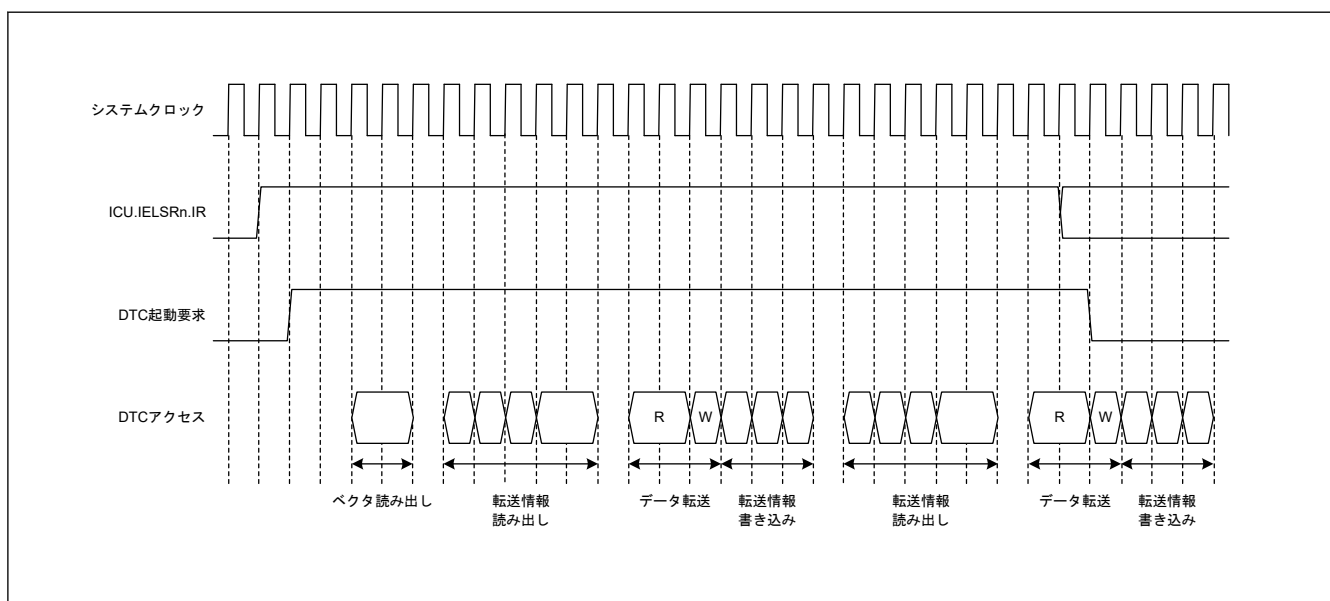 システムクロック
ICU.IELSRn.IR
DTC起動要求
DTCアクセス
R
W
R
W
ベクタ読み出し
転送情報
読み出し
データ転送
転送情報
書き込み
転送情報
読み出し
データ転送
転送情報
書き込み